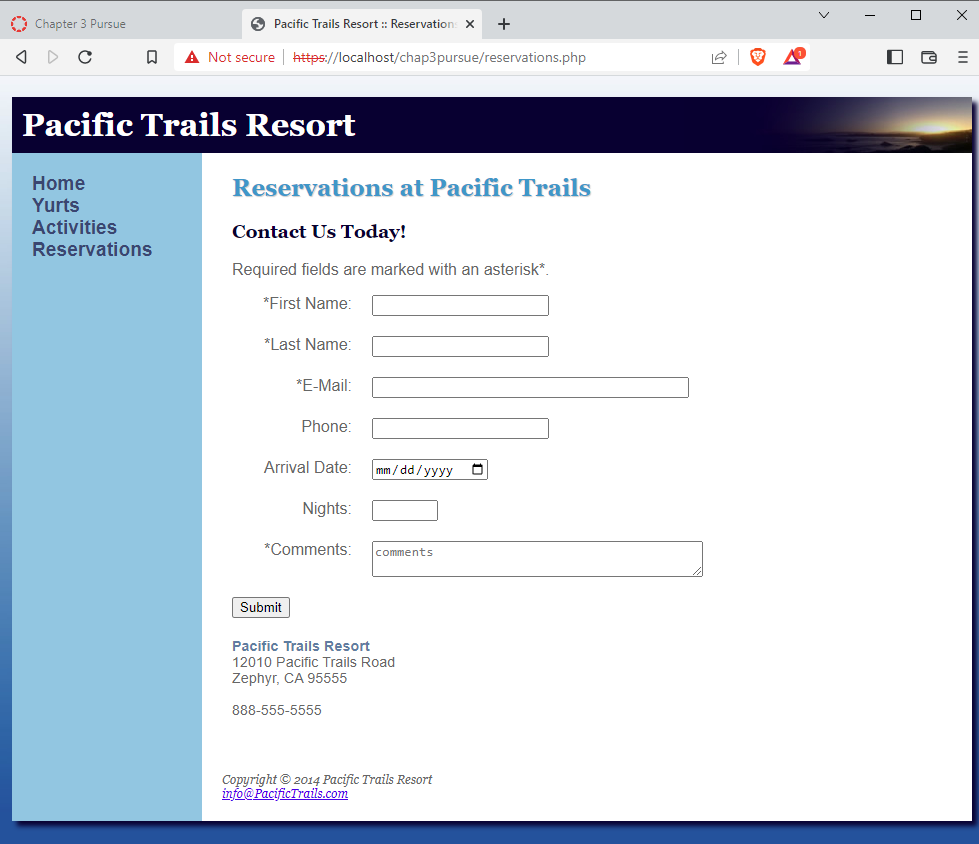 Chapter 3 Pursue
Pacific Trails Resort :: Reservation
Not secure
https://localhost/chap3pursue/reservations.php
1
Pacific Trails Resort
Home
Yurts
Activities
Reservations
Reservations at Pacific Trails
Contact Us Today!
Required fields are marked with an asterisk*.
*First Name:
*Last Name:
*E-Mail:
Phone:
Arrival Date: mm/dd/yyyy
Nights:
*Comments: comments
Submit
Pacific Trails Resort
12010 Pacific Trails Road
Zephyr, CA 95555
888-555-5555
Copyright © 2014 Pacific Trails Resort
info@PacificTrails.com